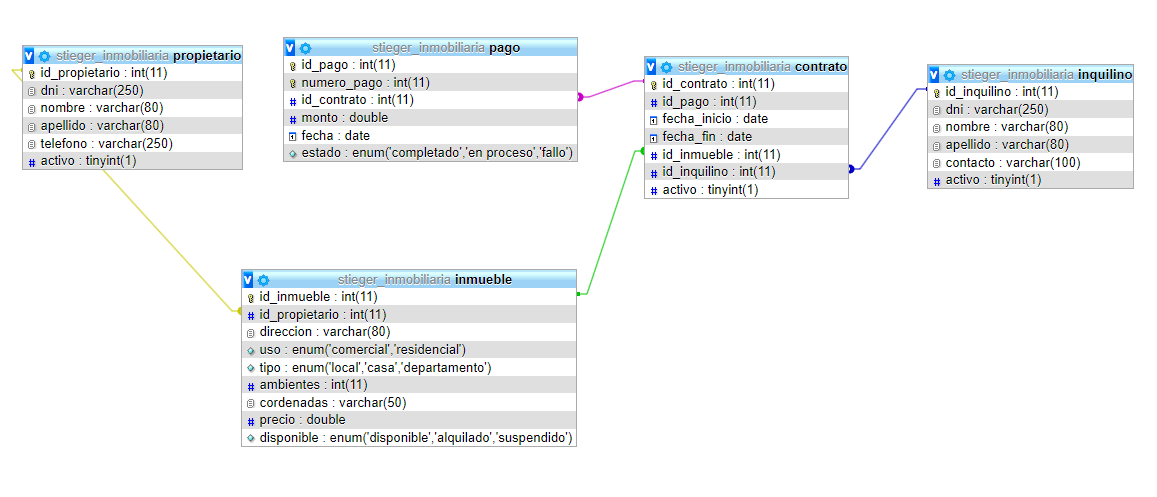 stieger_inmobiliaria propietario
id_propietario : int(11)
dni : varchar(250)
nombre : varchar(80)
apellido : varchar(80)
telefono : varchar(250)
activo : tinyint(1)
stieger_inmobiliaria pago
id_pago : int(11)
numero_pago : int(11)
id_contrato : int(11)
monto : double
fecha : date
estado : enum('completado','en proceso','fallo')
stieger_inmobiliaria contrato
id_contrato : int(11)
id_pago : int(11)
fecha_inicio : date
fecha_fin : date
id_inmueble : int(11)
id_inquilino : int(11)
activo : tinyint(1)
stieger_inmobiliaria inquilino
id_inquilino : int(11)
dni : varchar(250)
nombre : varchar(80)
apellido : varchar(80)
contacto : varchar(100)
activo : tinyint(1)
stieger_inmobiliaria inmueble
id_inmueble : int(11)
id_propietario : int(11)
direccion : varchar(80)
uso : enum('comercial','residencial')
tipo : enum('local','casa','departamento')
ambientes : int(11)
cordenadas : varchar(50)
precio : double
disponible : enum('disponible','alquilado','suspendido')